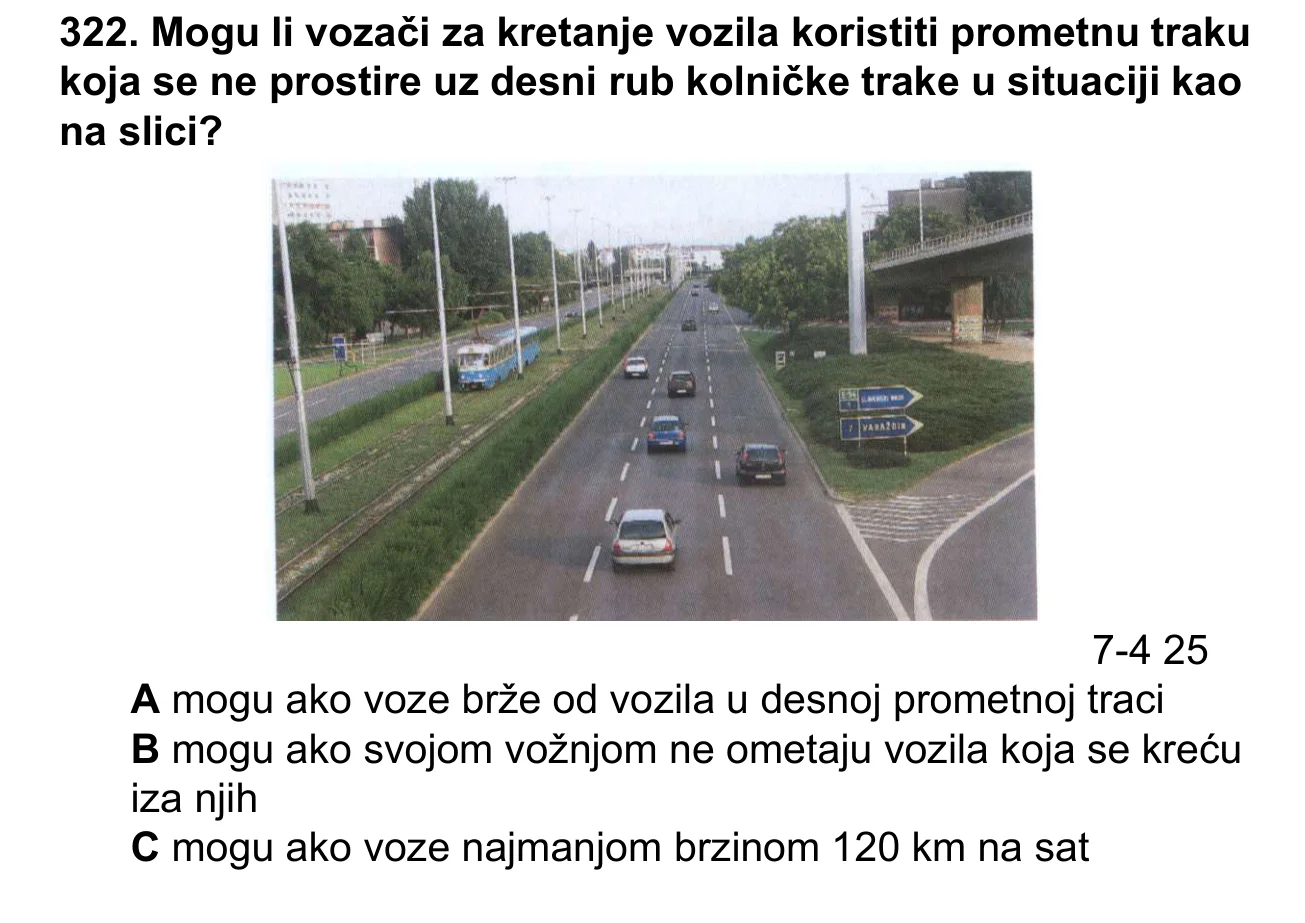 322. Mogu li vozači za kretanje vozila koristiti prometnu traku
koja se ne prostire uz desni rub kolničke trake u situaciji kao
na slici?
VARAŽDIN
7-4 25
A mogu ako voze brže od vozila u desnoj prometnoj traci
B mogu ako svojom vožnjom ne ometaju vozila koja se kreću
iza njih
C mogu ako voze najmanjom brzinom 120 km na sat